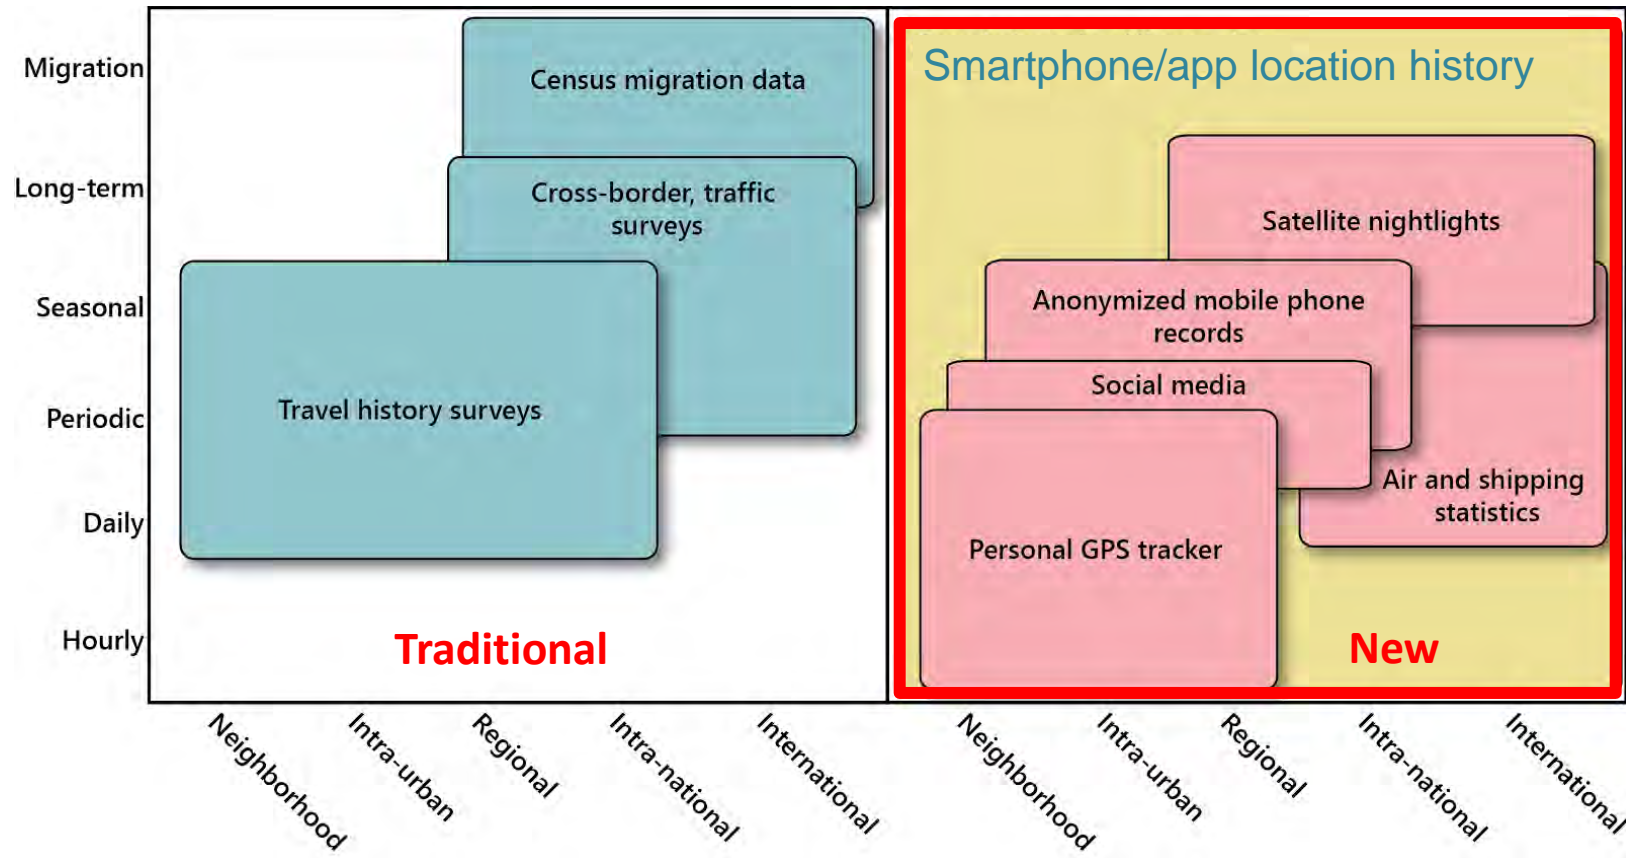 Migration
Long-term
Seasonal
Periodic
Daily
Hourly
Census migration data
Cross-border, traffic
surveys
Travel history surveys
Traditional
Neighborhood
Intra-urban
Regional
Intra-national
International
Smartphone/app location history
Satellite nightlights
Anonymized mobile phone
records
Social media
Air and shipping
statistics
Personal GPS tracker
New
Neighborhood
Intra-urban
Regional
Intra-national
International